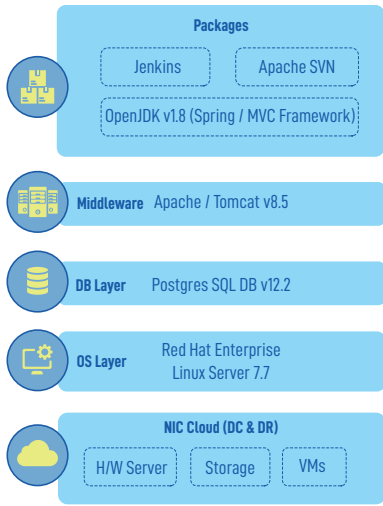 Packages
Jenkins
Apache SVN
OpenJDK v1.8 (Spring / MVC Framework)
Middleware Apache / Tomcat v8.5
DB Layer Postgres SQL DB v12.2
OS Layer
Red Hat Enterprise
Linux Server 7.7
NIC Cloud (DC & DR)
H/W Server
Storage
VMs